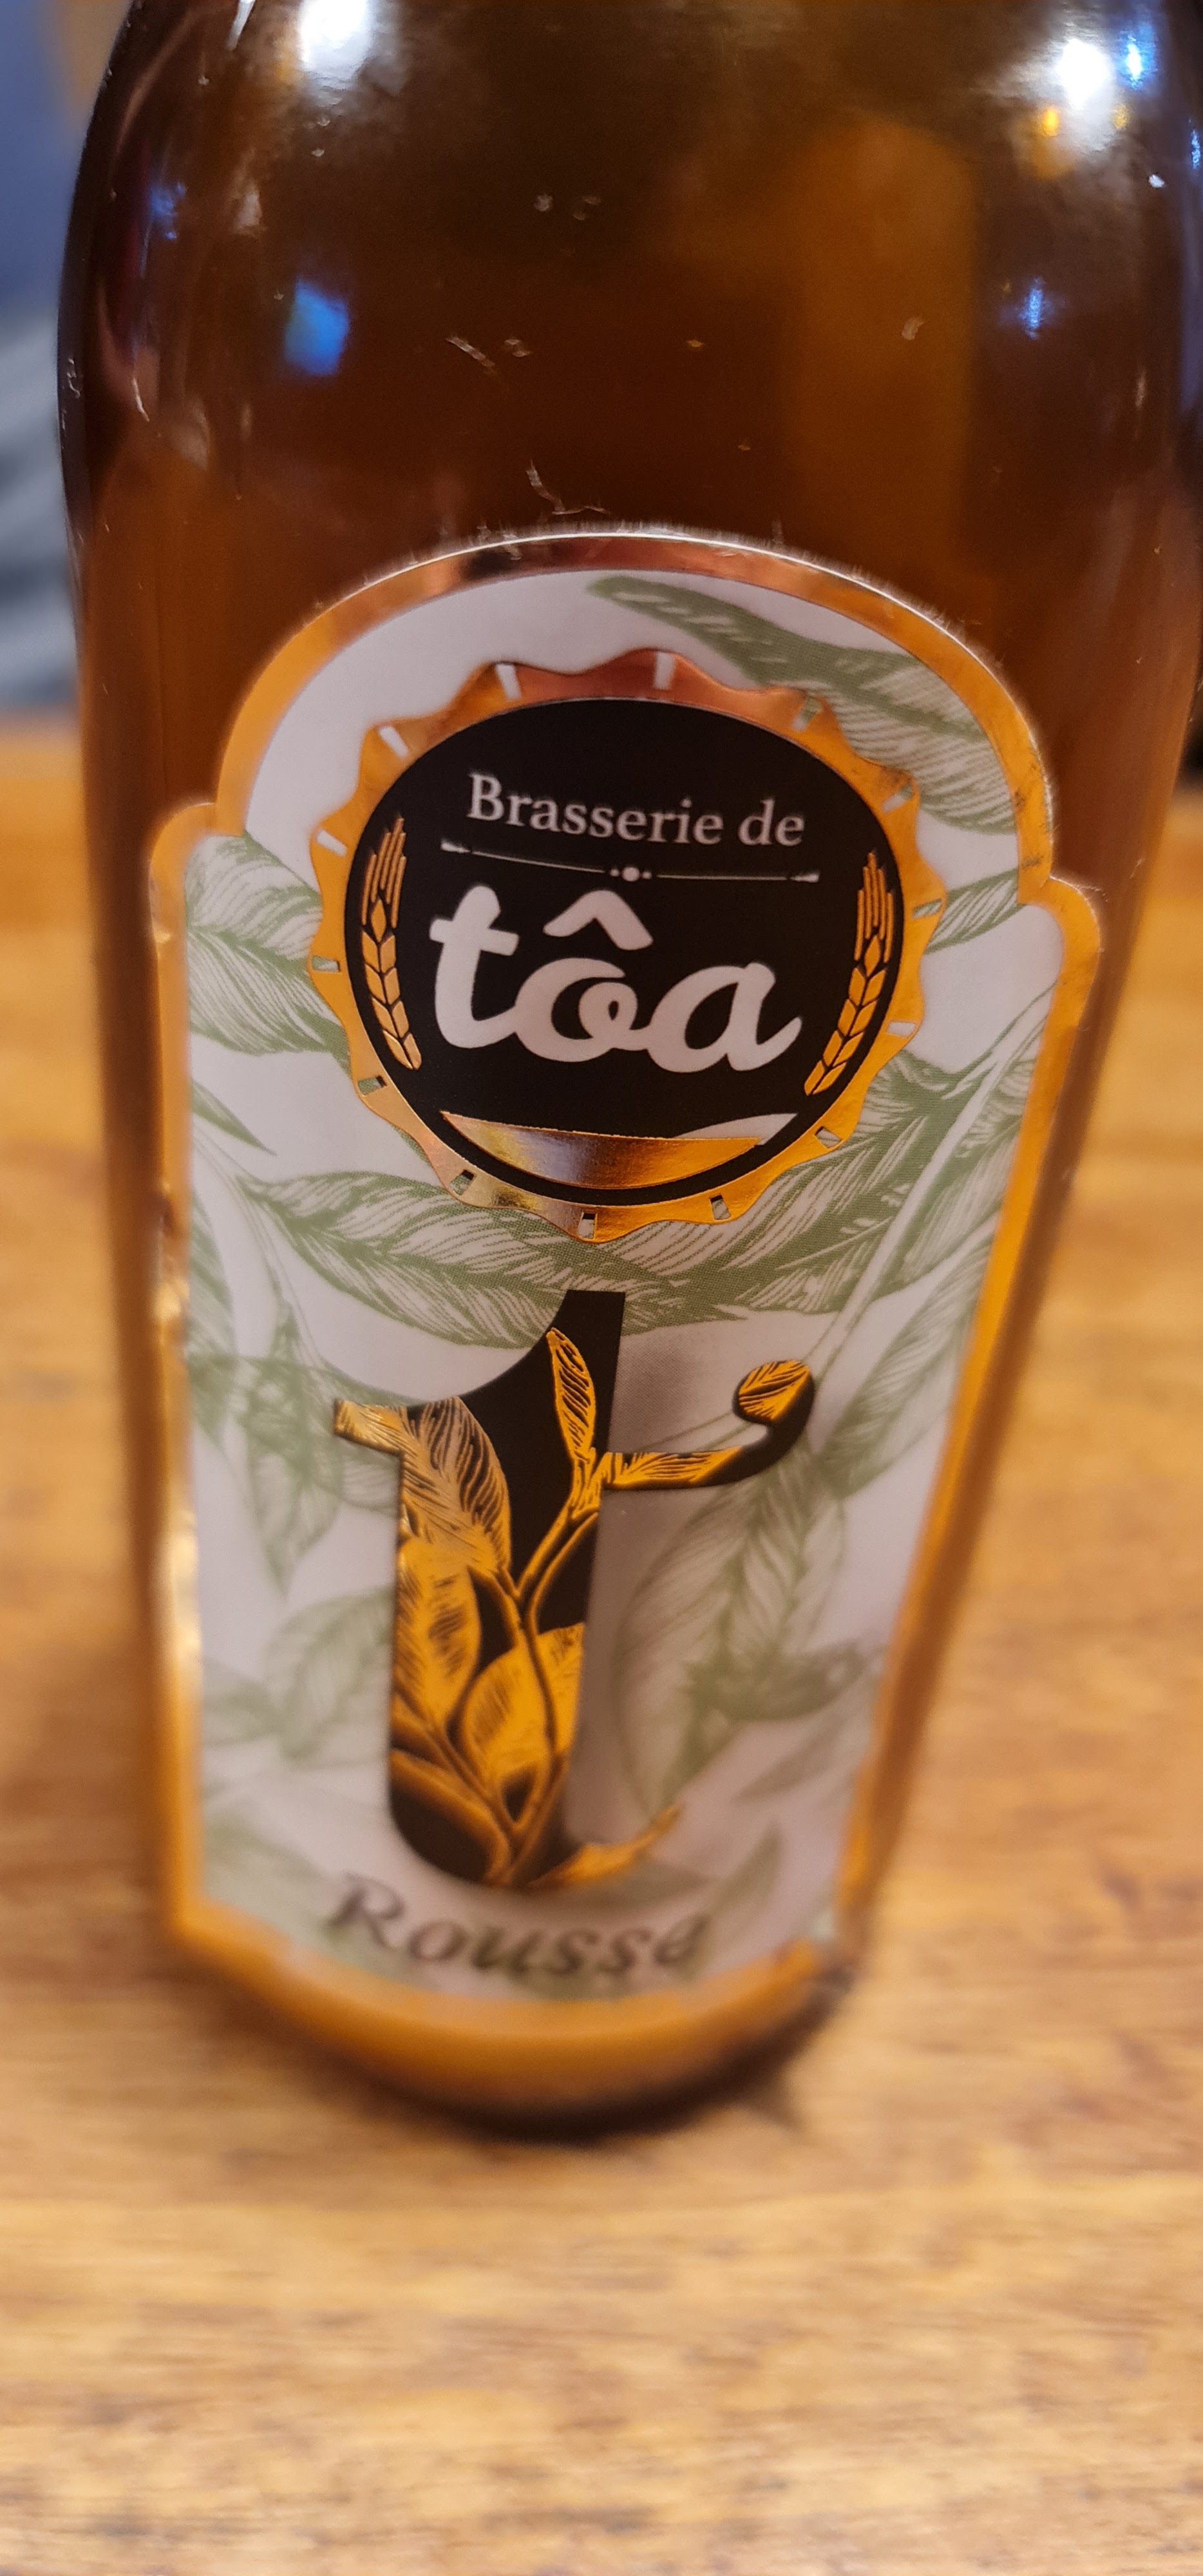 Brasserie de
tôa
t
Rousse